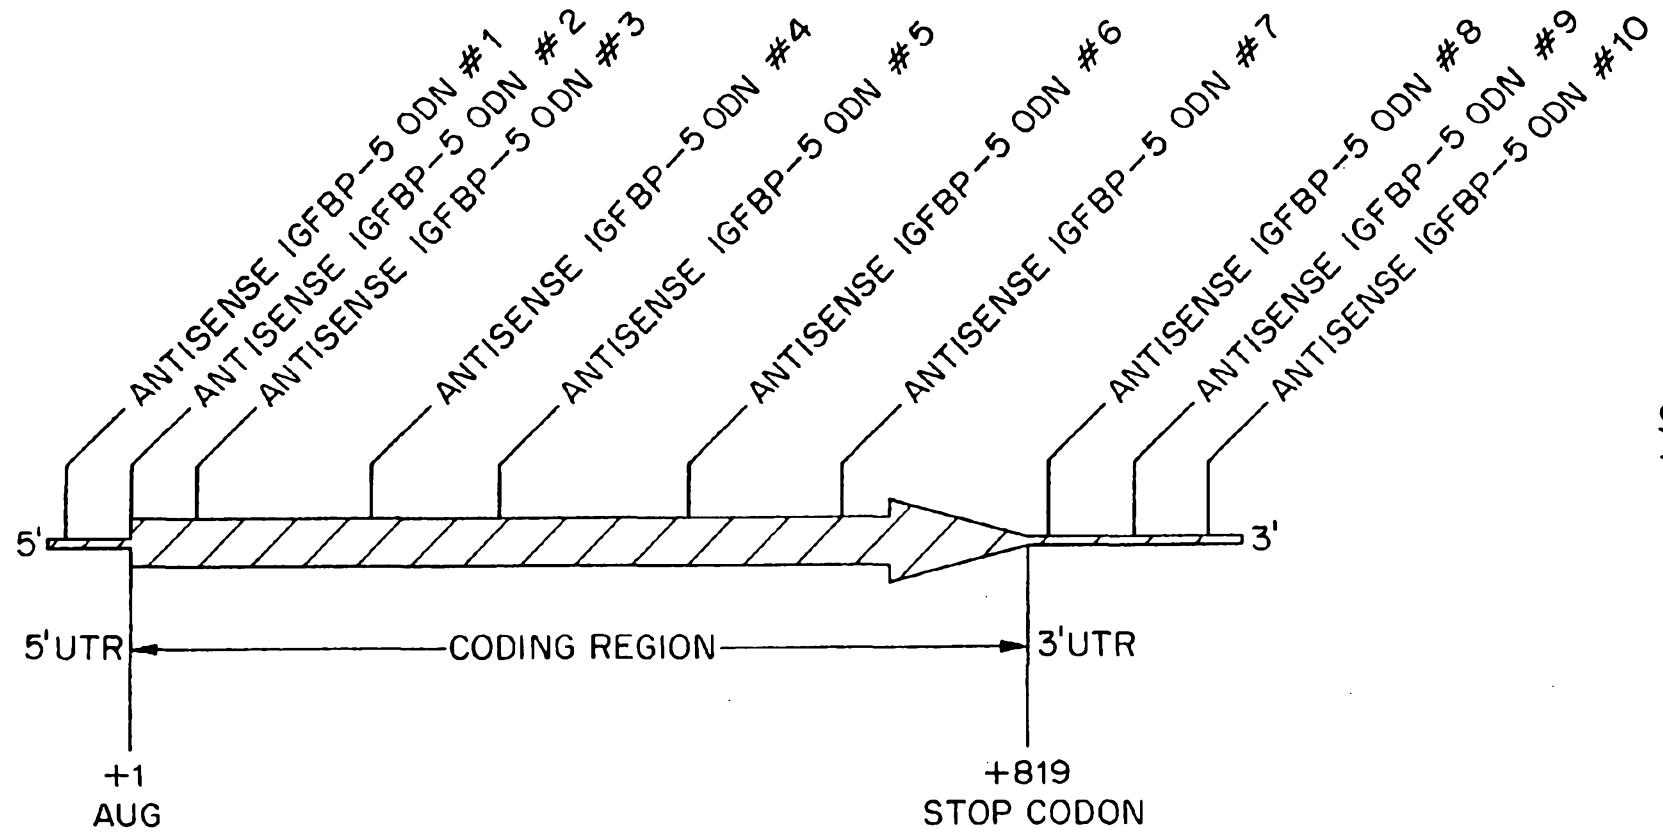 ANTISENSE IGFBP-5 ODN #1
ANTISENSE IGFBP-5 ODN #2
ANTISENSE IGFBP-5 ODN #3
ANTISENSE IGFBP-5 ODN #4
ANTISENSE IGFBP-5 ODN #5
ANTISENSE IGFBP-5 ODN #6
ANTISENSE IGFBP-5 ODN #7
ANTISENSE IGFBP-5 ODN #8
ANTISENSE IGFBP-5 ODN #9
ANTISENSE IGFBP-5 ODN #10
5'
3'
5'UTR
CODING REGION
3'UTR
+1
AUG
+819
STOP CODON